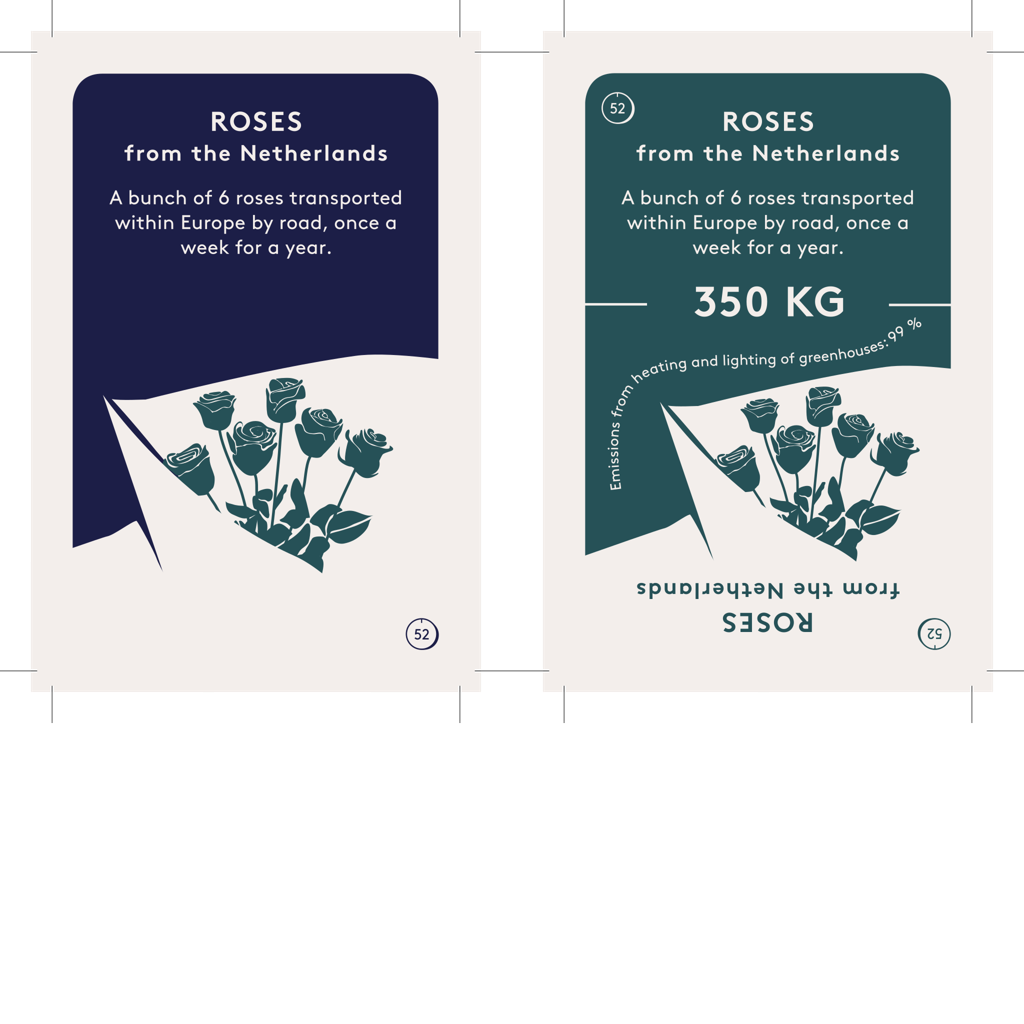 ROSES
from the Netherlands
A bunch of 6 roses transported
within Europe by road, once a
week for a year.
52
52
ROSES
from the Netherlands
A bunch of 6 roses transported
within Europe by road, once a
week for a year.
350 KG
Emissions from heating and lighting of greenhouses: 99 %
ROSES
from the Netherlands
52